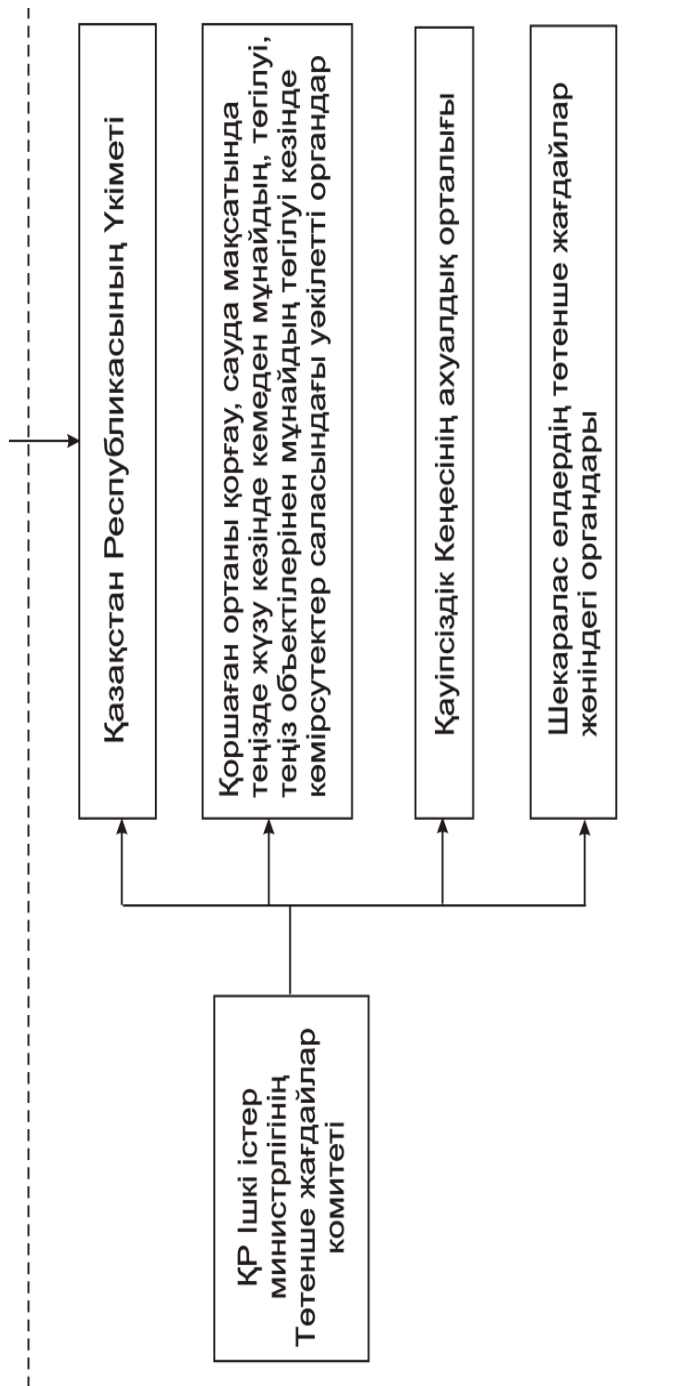 Қазақстан Республикасының Үкіметі
Қоршаған ортаны қорғау, сауда мақсатында
теңізде жүзу кезінде кемеден мұнайдың, төгілуі,
теңіз объектілерінен мұнайдың төгілуі кезінде
көмірсутектер саласындағы уәкілетті органдар
Қауіпсіздік Кеңесінің ахуалдық орталығы
Шекаралас елдердің төтенше жағдайлар
жөніндегі органдары
ҚР Ішкі істер
министрлігінің
Төтенше жағдайлар
комитеті